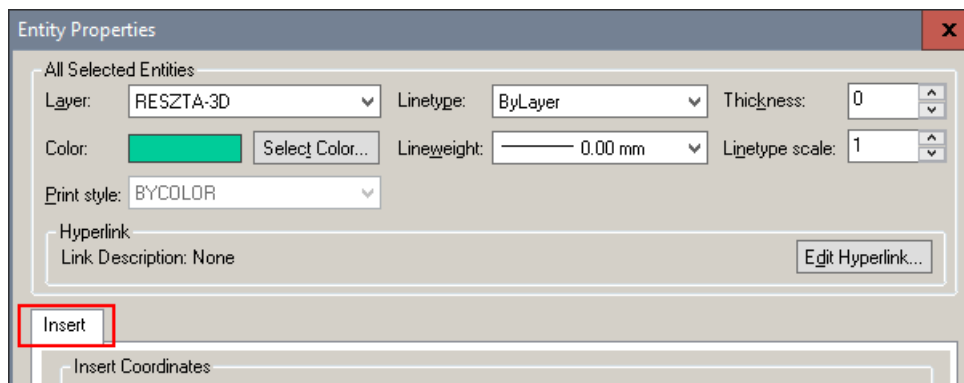 Entity Properties
x
All Selected Entities
Layer: RESZTA-3D Linetype: ByLayer Thickness: 0
Color: Select Color... Lineweight: 0.00 mm Linetype scale: 1
Print style: BYCOLOR
Hyperlink
Link Description: None Edit Hyperlink...
Insert
Insert Coordinates